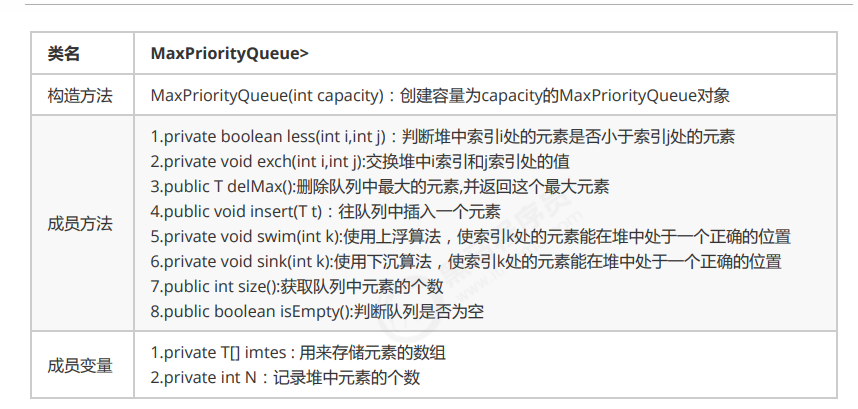 类名
MaxPriorityQueue>
构造方法
MaxPriorityQueue(int capacity)：创建容量为capacity的MaxPriorityQueue对象
成员方法
1.private boolean less(int i,int j)：判断堆中索引i处的元素是否小于索引j处的元素
2.private void exch(int i,int j):交换堆中i索引和j索引处的值
3.public T delMax():删除队列中最大的元素,并返回这个最大元素
4.public void insert(T t)：往队列中插入一个元素
5.private void swim(int k):使用上浮算法，使索引k处的元素能在堆中处于一个正确的位置
6.private void sink(int k):使用下沉算法，使索引k处的元素能在堆中处于一个正确的位置
7.public int size():获取队列中元素的个数
8.public boolean isEmpty():判断队列是否为空
成员变量
1.private T[] imtes : 用来存储元素的数组
2.private int N：记录堆中元素的个数